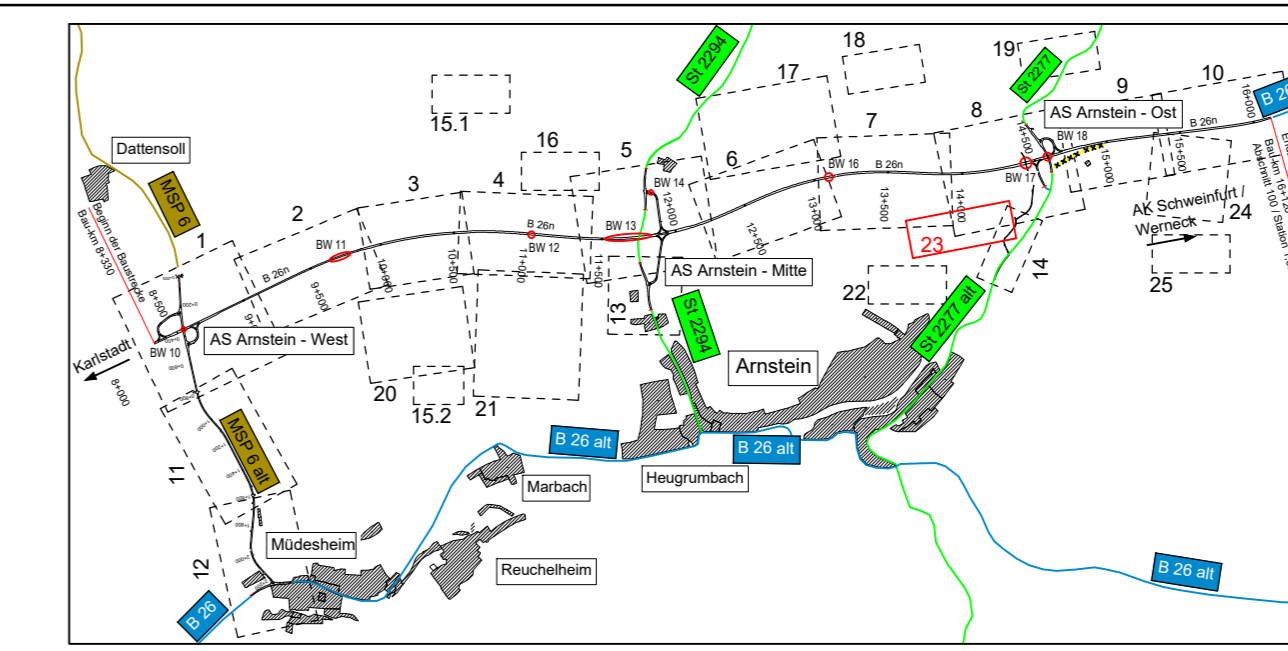 18
19
St 2294
17
St 2277
10
9
16+000
B 26
15.1
8
AS Arnstein - Ost
7
B 26n
Dattensoll
16
14+500
BW 18
5
6
15+500
15+000
BW 16
B 26n
BW 17
MSP 6
3
4
BW 14
12+000
13+000
13+500
14+000
AK Schweinfurt /
Werneck
24
Beginn der Baustrecke
Bau-km 8+330
2
1
B 26n
BW 13
BW 11
BW 12
12+500
23
B 26n
10+500
11+000
11+500
AS Arnstein - Mitte
14
25
8+500
9+500
13
22
BW 10
AS Arnstein - West
St 2294
St 2277 alt
Karlstadt
8+000
20
15.2
21
Arnstein
MSP 6 alt
11
B 26 alt
B 26 alt
Heugrumbach
Marbach
12
Müdesheim
Reuchelheim
B 26 alt
B 26